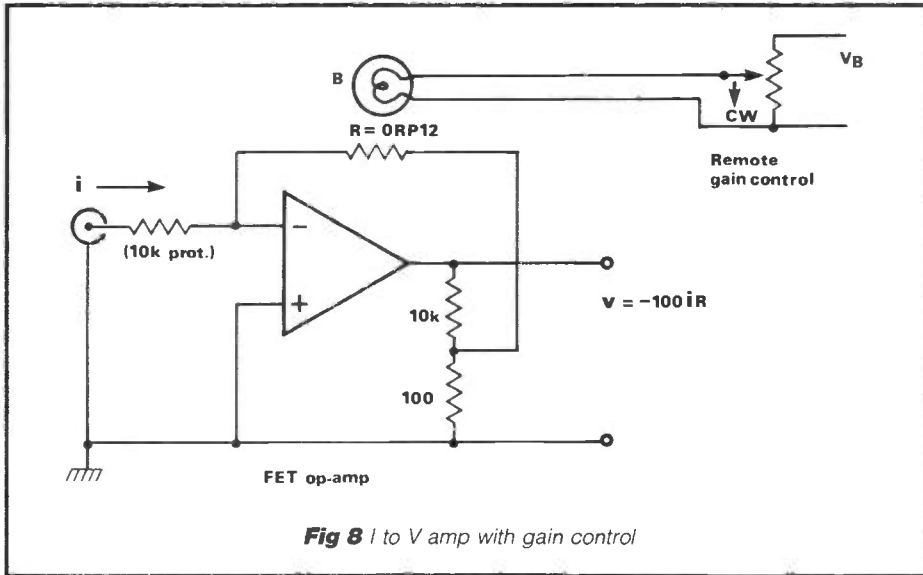 B
V_B
CW
R = ORP12
Remote
gain control
i
(10k prot.)
−
+
10k
v = −100 i R
100
FET op-amp
Fig 8 I to V amp with gain control